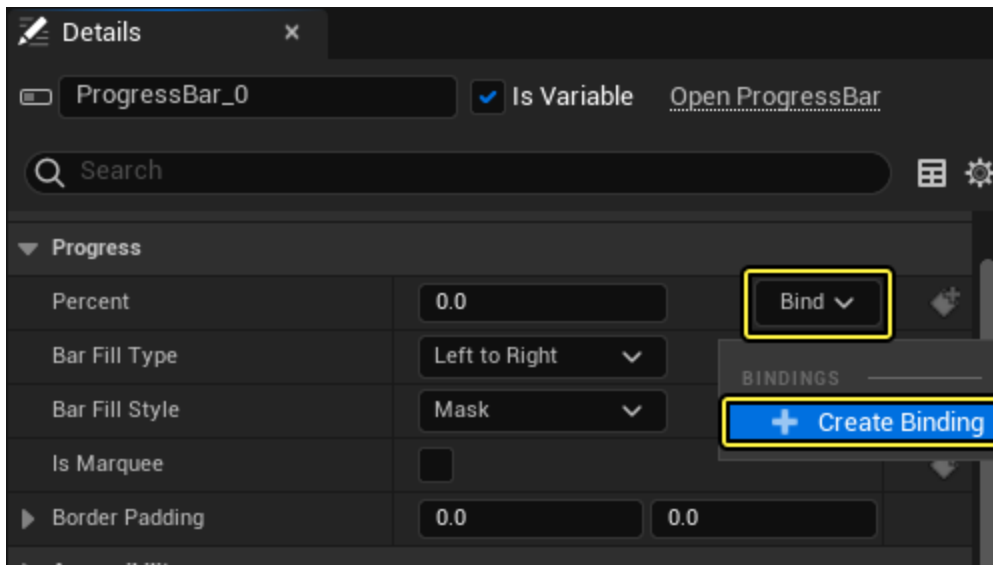 Details
ProgressBar_0 Is Variable Open ProgressBar
Search
Progress
Percent 0.0 Bind
Bar Fill Type Left to Right
BINDINGS
Bar Fill Style Mask
Create Binding
Is Marquee
Border Padding 0.0 0.0